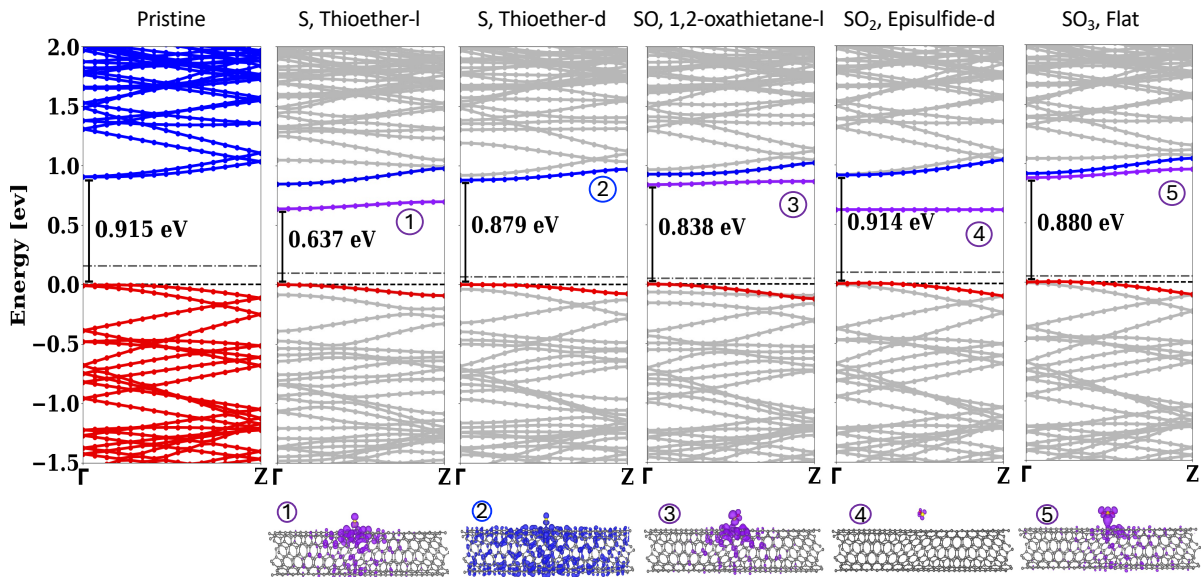 Pristine
S, Thioether-l
S, Thioether-d
SO, 1,2-oxathietane-l
SO₂, Episulfide-d
SO₃, Flat
Energy [ev]
2.0
1.5
1.0
0.5
0.0
−0.5
−1.0
−1.5
0.915 eV
0.637 eV
0.879 eV
0.838 eV
0.914 eV
0.880 eV
①
②
③
④
⑤
Γ Z
Γ Z
Γ Z
Γ Z
Γ Z
Γ Z
①
②
③
④
⑤